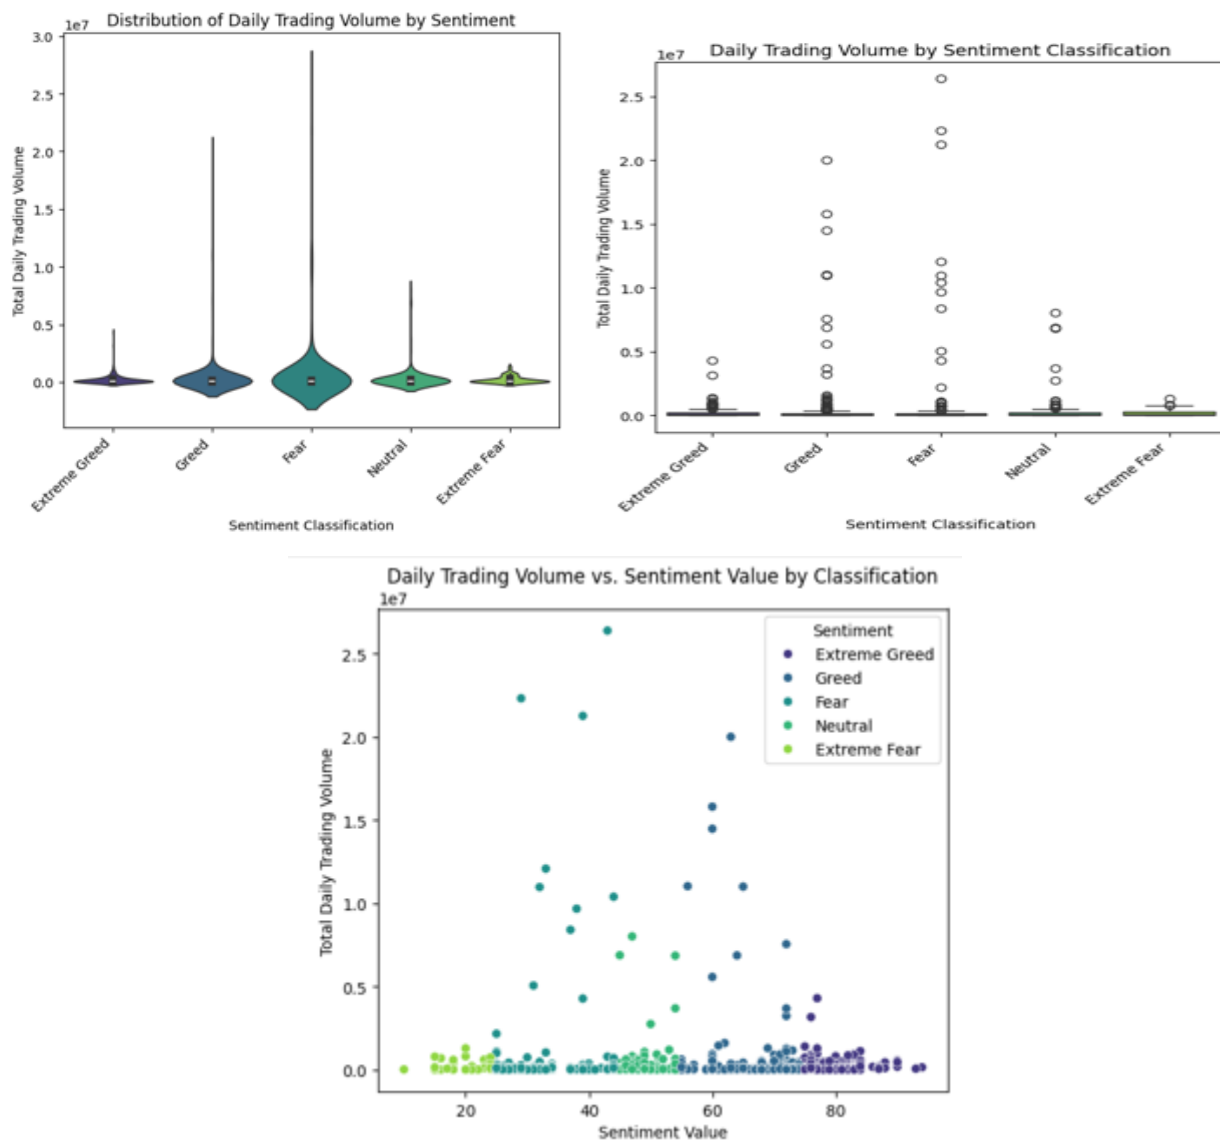 Distribution of Daily Trading Volume by Sentiment
1e7
Total Daily Trading Volume
3.0
2.5
2.0
1.5
1.0
0.5
0.0
Extreme Greed
Greed
Fear
Neutral
Extreme Fear
Sentiment Classification
Daily Trading Volume by Sentiment Classification
1e7
Total Daily Trading Volume
2.5
2.0
1.5
1.0
0.5
0.0
Extreme Greed
Greed
Fear
Neutral
Extreme Fear
Sentiment Classification
Daily Trading Volume vs. Sentiment Value by Classification
1e7
Total Daily Trading Volume
2.5
2.0
1.5
1.0
0.5
0.0
Sentiment
Extreme Greed
Greed
Fear
Neutral
Extreme Fear
20 40 60 80
Sentiment Value